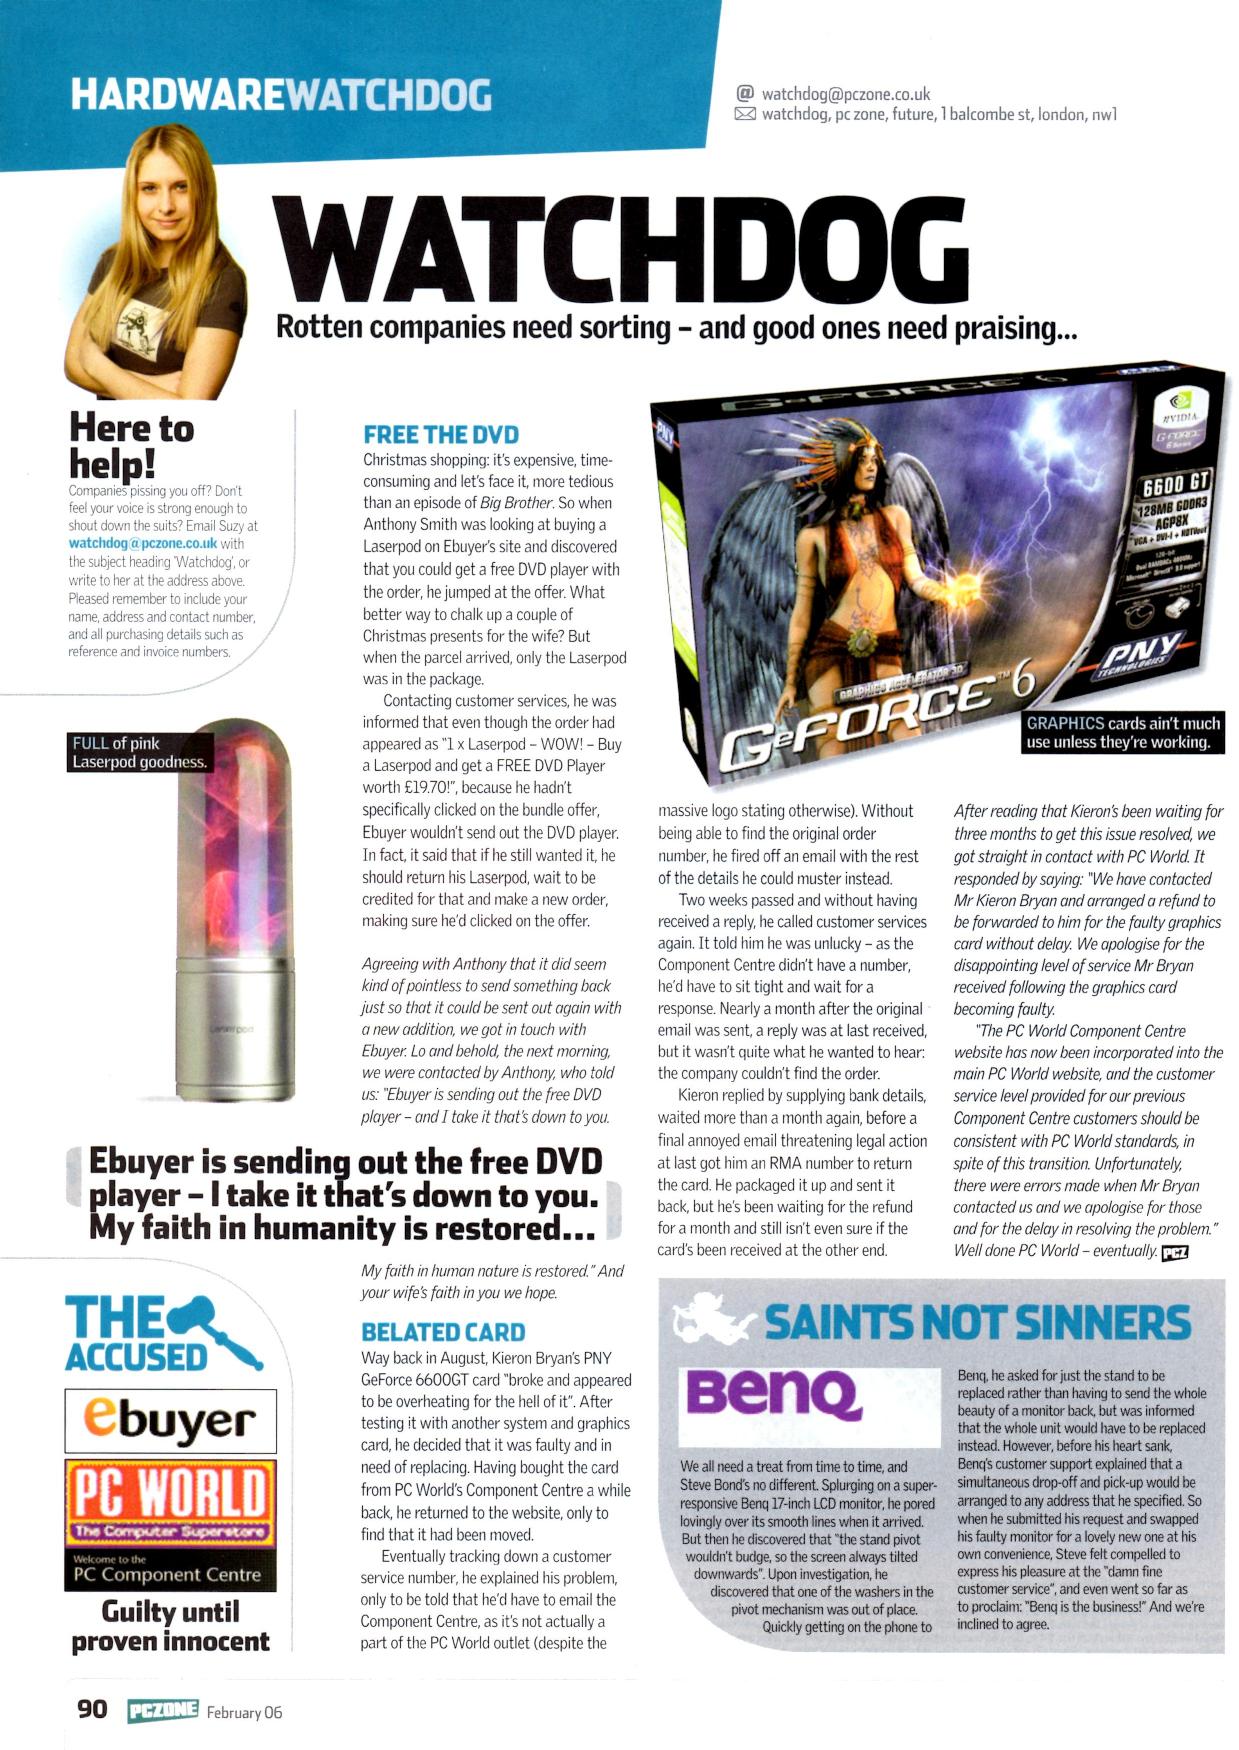 HARDWAREWATCHDOG
@ watchdog@pczone.co.uk
watchdog, pc zone, future, 1 balcombe st, london, nw1
WATCHDOG
Rotten companies need sorting – and good ones need praising...
Here to
help!
Companies pissing you off? Don't
feel your voice is strong enough to
shout down the suits? Email Suzy at
watchdog@pczone.co.uk with
the subject heading 'Watchdog', or
write to her at the address above.
Pleased remember to include your
name, address and contact number,
and all purchasing details such as
reference and invoice numbers.
FULL of pink
Laserpod goodness.
Laserpod
FREE THE DVD
Christmas shopping: it's expensive, time-
consuming and let's face it, more tedious
than an episode of Big Brother. So when
Anthony Smith was looking at buying a
Laserpod on Ebuyer's site and discovered
that you could get a free DVD player with
the order, he jumped at the offer. What
better way to chalk up a couple of
Christmas presents for the wife? But
when the parcel arrived, only the Laserpod
was in the package.
Contacting customer services, he was
informed that even though the order had
appeared as "1 x Laserpod – WOW! – Buy
a Laserpod and get a FREE DVD Player
worth £19.70!", because he hadn't
specifically clicked on the bundle offer,
Ebuyer wouldn't send out the DVD player.
In fact, it said that if he still wanted it, he
should return his Laserpod, wait to be
credited for that and make a new order,
making sure he'd clicked on the offer.
Agreeing with Anthony that it did seem
kind of pointless to send something back
just so that it could be sent out again with
a new addition, we got in touch with
Ebuyer. Lo and behold, the next morning,
we were contacted by Anthony, who told
us: "Ebuyer is sending out the free DVD
player – and I take it that's down to you.
Ebuyer is sending out the free DVD
player – I take it that's down to you.
My faith in humanity is restored...
My faith in human nature is restored." And
your wife's faith in you we hope.
BELATED CARD
Way back in August, Kieron Bryan's PNY
GeForce 6600GT card "broke and appeared
to be overheating for the hell of it". After
testing it with another system and graphics
card, he decided that it was faulty and in
need of replacing. Having bought the card
from PC World's Component Centre a while
back, he returned to the website, only to
find that it had been moved.
Eventually tracking down a customer
service number, he explained his problem,
only to be told that he'd have to email the
Component Centre, as it's not actually a
part of the PC World outlet (despite the
GEFORCE 6
PNY
NVIDIA
GEFORCE
6 Series
6600 GT
128MB GDDR3
AGP8X
VGA + DVI-I + HDTVout
PNY
TECHNOLOGIES
GRAPHICS ACCELERATOR 3D
GeFORCE™ 6
GRAPHICS cards ain't much
use unless they're working.
massive logo stating otherwise). Without
being able to find the original order
number, he fired off an email with the rest
of the details he could muster instead.
Two weeks passed and without having
received a reply, he called customer services
again. It told him he was unlucky – as the
Component Centre didn't have a number,
he'd have to sit tight and wait for a
response. Nearly a month after the original
email was sent, a reply was at last received,
but it wasn't quite what he wanted to hear:
the company couldn't find the order.
Kieron replied by supplying bank details,
waited more than a month again, before a
final annoyed email threatening legal action
at last got him an RMA number to return
the card. He packaged it up and sent it
back, but he's been waiting for the refund
for a month and still isn't even sure if the
card's been received at the other end.
After reading that Kieron's been waiting for
three months to get this issue resolved, we
got straight in contact with PC World. It
responded by saying: "We have contacted
Mr Kieron Bryan and arranged a refund to
be forwarded to him for the faulty graphics
card without delay. We apologise for the
disappointing level of service Mr Bryan
received following the graphics card
becoming faulty.
"The PC World Component Centre
website has now been incorporated into the
main PC World website, and the customer
service level provided for our previous
Component Centre customers should be
consistent with PC World standards, in
spite of this transition. Unfortunately,
there were errors made when Mr Bryan
contacted us and we apologise for those
and for the delay in resolving the problem."
Well done PC World – eventually. PCZ
THE
ACCUSED
ebuyer
PC WORLD
The Computer Superstore
Welcome to the
PC Component Centre
Guilty until
proven innocent
SAINTS NOT SINNERS
BenQ
We all need a treat from time to time, and
Steve Bond's no different. Splurging on a super-
responsive Benq 17-inch LCD monitor, he pored
lovingly over its smooth lines when it arrived.
But then he discovered that "the stand pivot
wouldn't budge, so the screen always tilted
downwards". Upon investigation, he
discovered that one of the washers in the
pivot mechanism was out of place.
Quickly getting on the phone to
Benq, he asked for just the stand to be
replaced rather than having to send the whole
beauty of a monitor back, but was informed
that the whole unit would have to be replaced
instead. However, before his heart sank,
Benq's customer support explained that a
simultaneous drop-off and pick-up would be
arranged to any address that he specified. So
when he submitted his request and swapped
his faulty monitor for a lovely new one at his
own convenience, Steve felt compelled to
express his pleasure at the "damn fine
customer service", and even went so far as
to proclaim: "Benq is the business!" And we're
inclined to agree.
90 PCZONE February 06